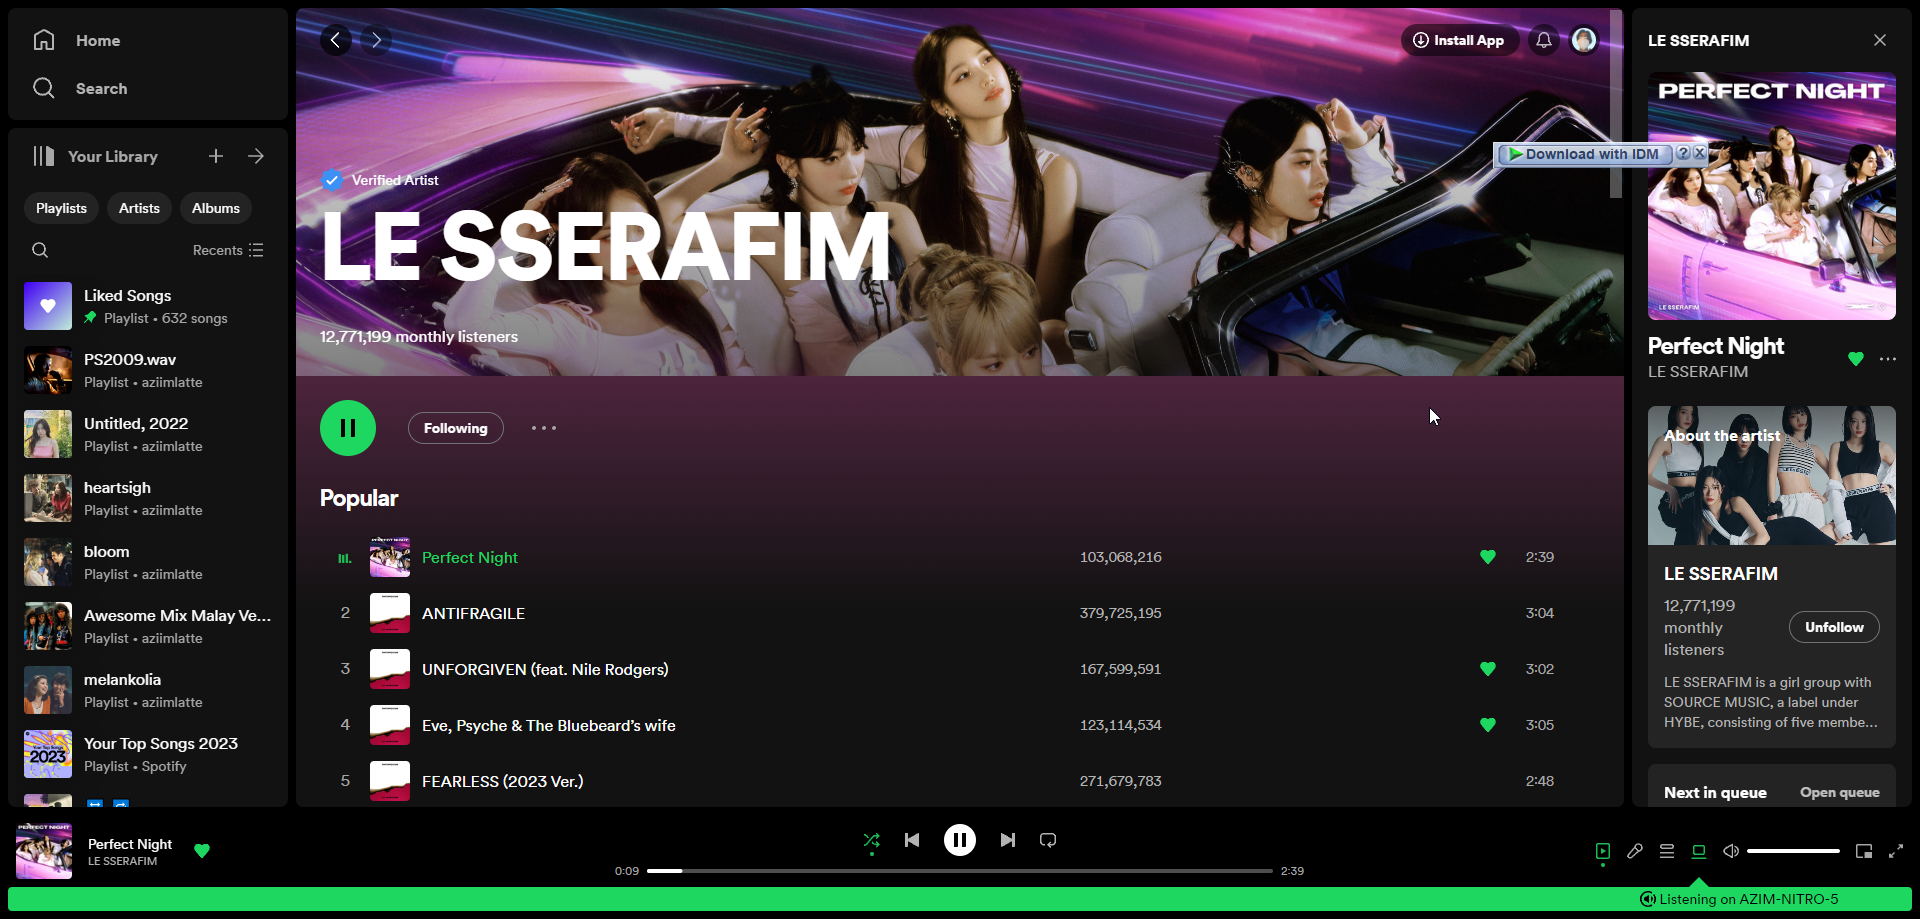 Home
Search
Your Library
Playlists
Artists
Albums
Recents
Liked Songs
Playlist • 632 songs
PS2009.wav
Playlist • aziimlatte
Untitled, 2022
Playlist • aziimlatte
heartsigh
Playlist • aziimlatte
bloom
Playlist • aziimlatte
Awesome Mix Malay Ve...
Playlist • aziimlatte
melankolia
Playlist • aziimlatte
Your Top Songs 2023
Playlist • Spotify
Your Top Songs
2023
Install App
Verified Artist
LE SSERAFIM
12,771,199 monthly listeners
Following
Popular
Perfect Night
103,068,216
2:39
2
ANTIFRAGILE
379,725,195
3:04
3
UNFORGIVEN (feat. Nile Rodgers)
167,599,591
3:02
4
Eve, Psyche & The Bluebeard’s wife
123,114,534
3:05
5
FEARLESS (2023 Ver.)
271,679,783
2:48
LE SSERAFIM
PERFECT NIGHT
Download with IDM
?
LE SSERAFIM
Perfect Night
LE SSERAFIM
About the artist
LE SSERAFIM
12,771,199
monthly
listeners
Unfollow
LE SSERAFIM is a girl group with
SOURCE MUSIC, a label under
HYBE, consisting of five membe...
Next in queue
Open queue
PERFECT NIGHT
Perfect Night
LE SSERAFIM
0:09
2:39
Listening on AZIM-NITRO-5